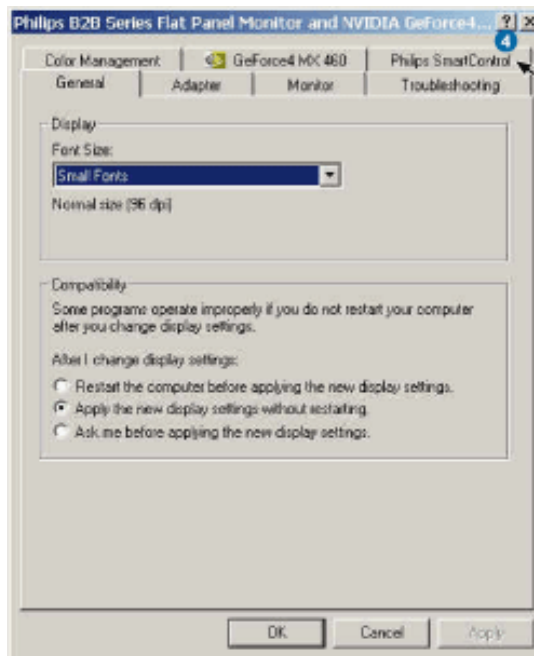 Philips B2B Series Flat Panel Monitor and NVIDIA GeForce4... ? X
4
Color Management GeForce4 MX 460 Philips SmartControl
General Adapter Monitor Troubleshooting
Display
Font Size:
Small Fonts
Normal size (96 dpi)
Compatibility
Some programs operate improperly if you do not restart your computer
after you change display settings.
After I change display settings:
Restart the computer before applying the new display settings.
Apply the new display settings without restarting.
Ask me before applying the new display settings.
OK Cancel Apply